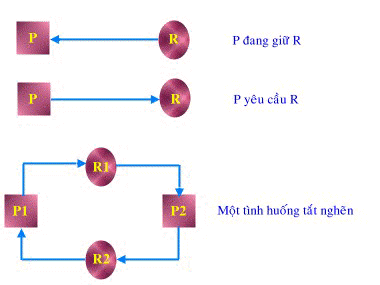 P R P đang giữ R
P R P yêu cầu R
R1
P1 P2 Một tình huống tắt nghẽn
R2